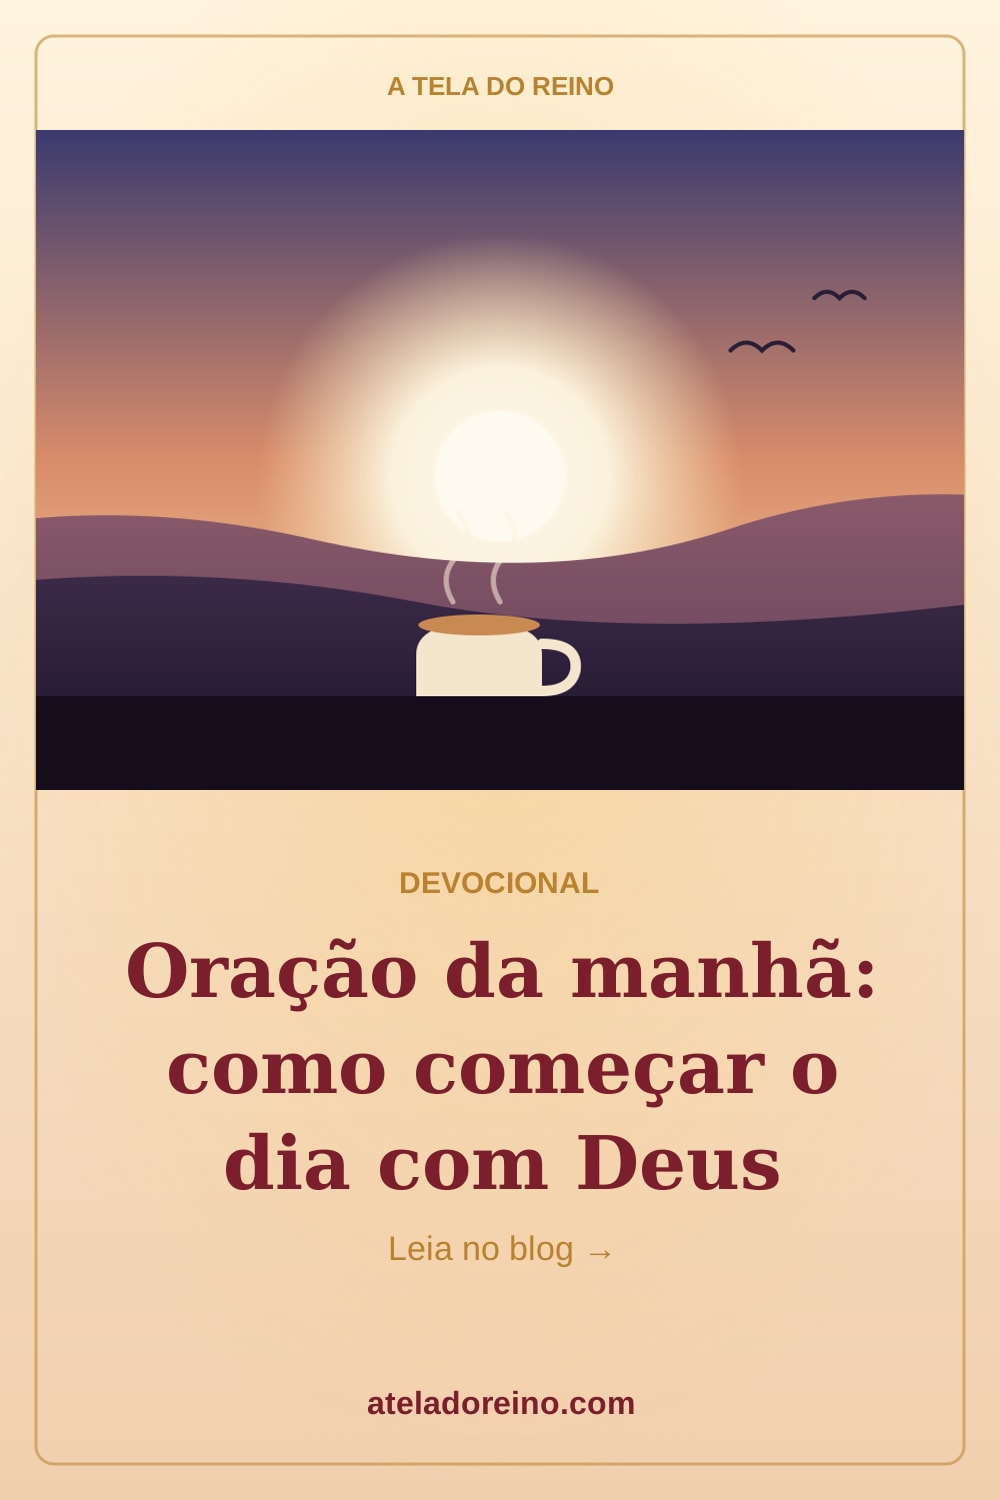 A TELA DO REINO
DEVOCIONAL
Oração da manhã:
como começar o
dia com Deus
Leia no blog →
ateladoreino.com